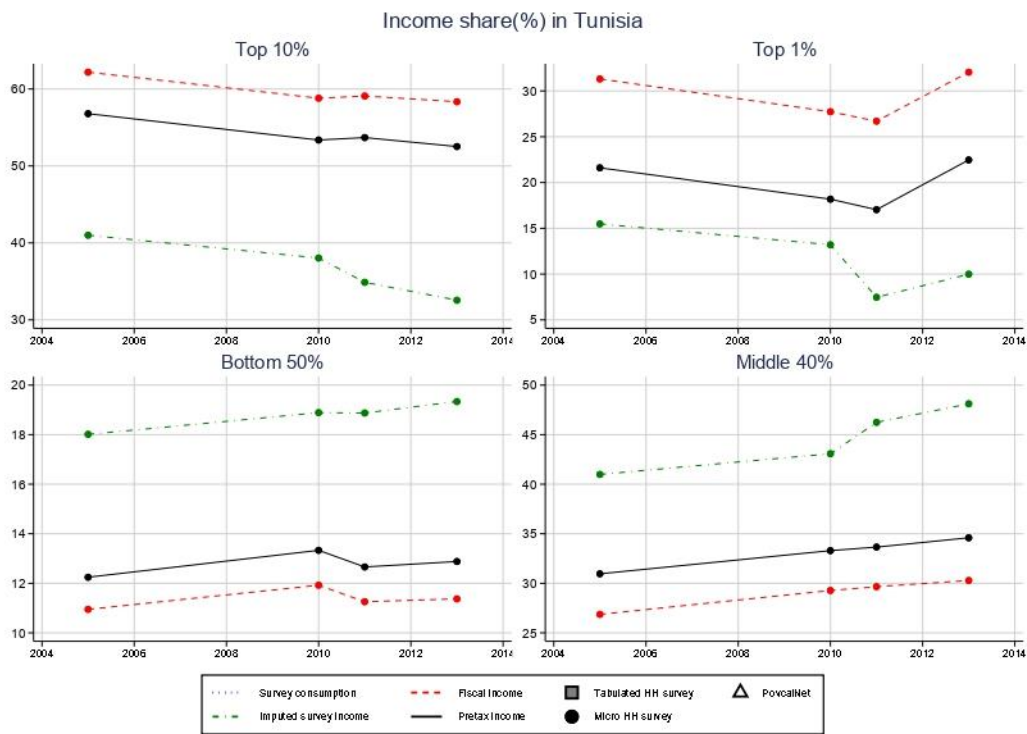 Income share(%) in Tunisia
Top 10%
60
50
40
30
2004 2006 2008 2010 2012 2014
Top 1%
30
25
20
15
10
5
2004 2006 2008 2010 2012 2014
Bottom 50%
20
18
16
14
12
10
2004 2006 2008 2010 2012 2014
Middle 40%
50
45
40
35
30
25
2004 2006 2008 2010 2012 2014
Survey consumption Fiscal income Tabulated HH survey PovcalNet
Imputed survey income Pretax income Micro HH survey